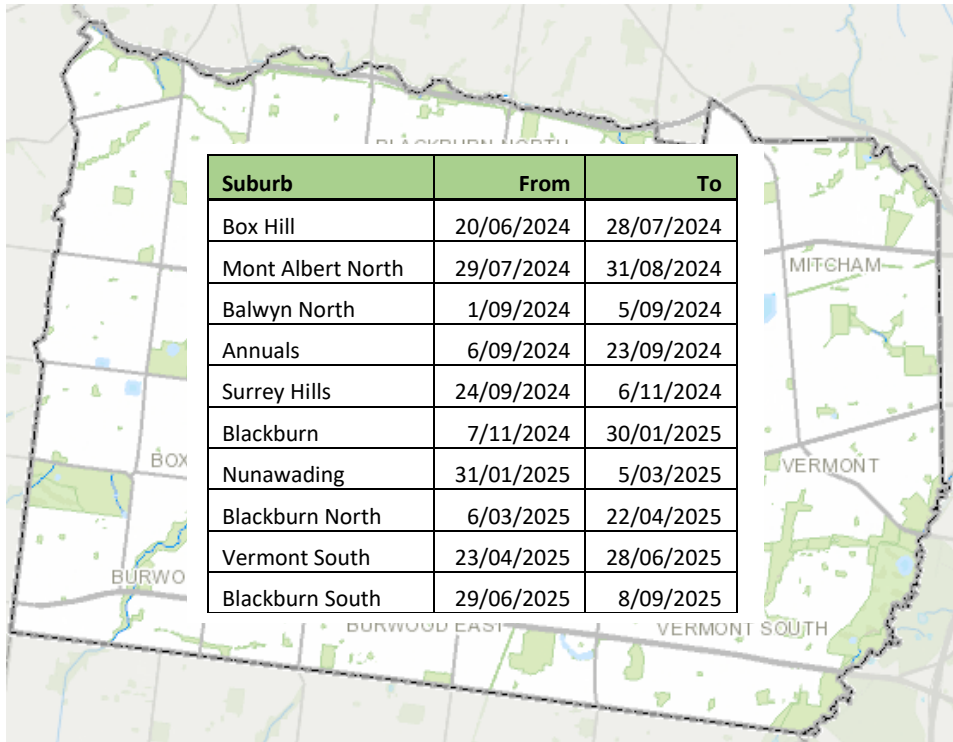 BLACKBURN NORTH
Suburb From To
Box Hill 20/06/2024 28/07/2024
Mont Albert North 29/07/2024 31/08/2024
Balwyn North 1/09/2024 5/09/2024
Annuals 6/09/2024 23/09/2024
Surrey Hills 24/09/2024 6/11/2024
Blackburn 7/11/2024 30/01/2025
Nunawading 31/01/2025 5/03/2025
Blackburn North 6/03/2025 22/04/2025
Vermont South 23/04/2025 28/06/2025
Blackburn South 29/06/2025 8/09/2025
MITCHAM
BOX
VERMONT
BURWO
BURWOOD EAST
VERMONT SOUTH